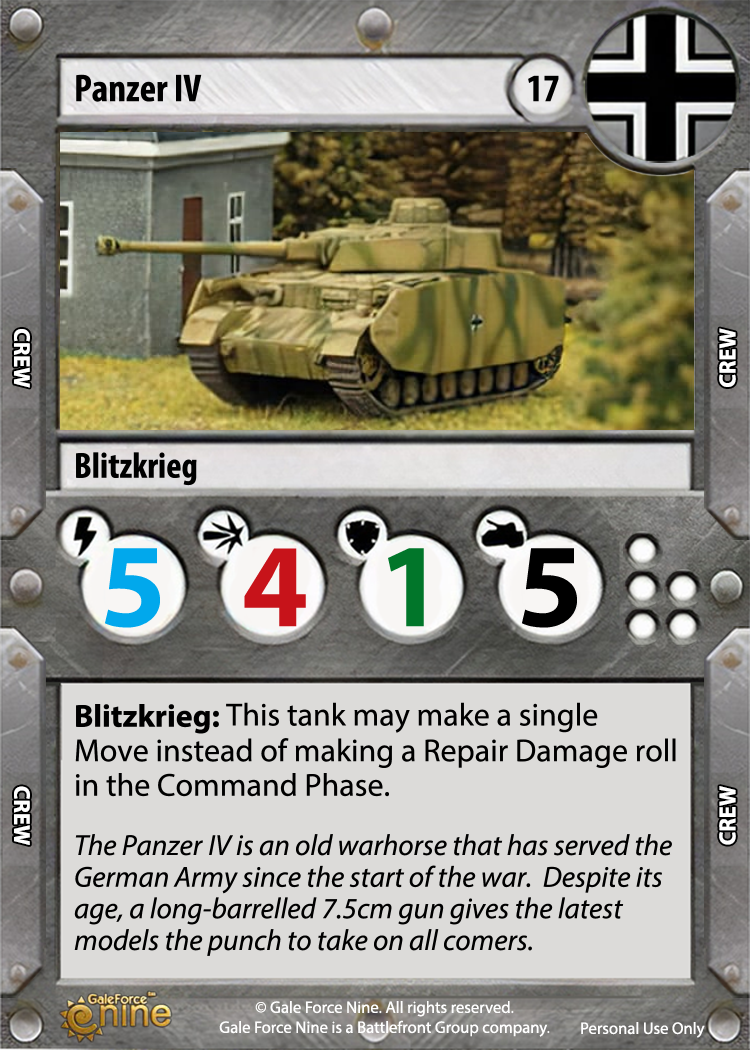 Panzer IV
17
CREW
CREW
Blitzkrieg
5
4
1
5
Blitzkrieg: This tank may make a single
Move instead of making a Repair Damage roll
in the Command Phase.
CREW
CREW
The Panzer IV is an old warhorse that has served the
German Army since the start of the war.  Despite its
age, a long-barrelled 7.5cm gun gives the latest
models the punch to take on all comers.
GaleForce™
nine
© Gale Force Nine. All rights reserved.
Gale Force Nine is a Battlefront Group company.
Personal Use Only